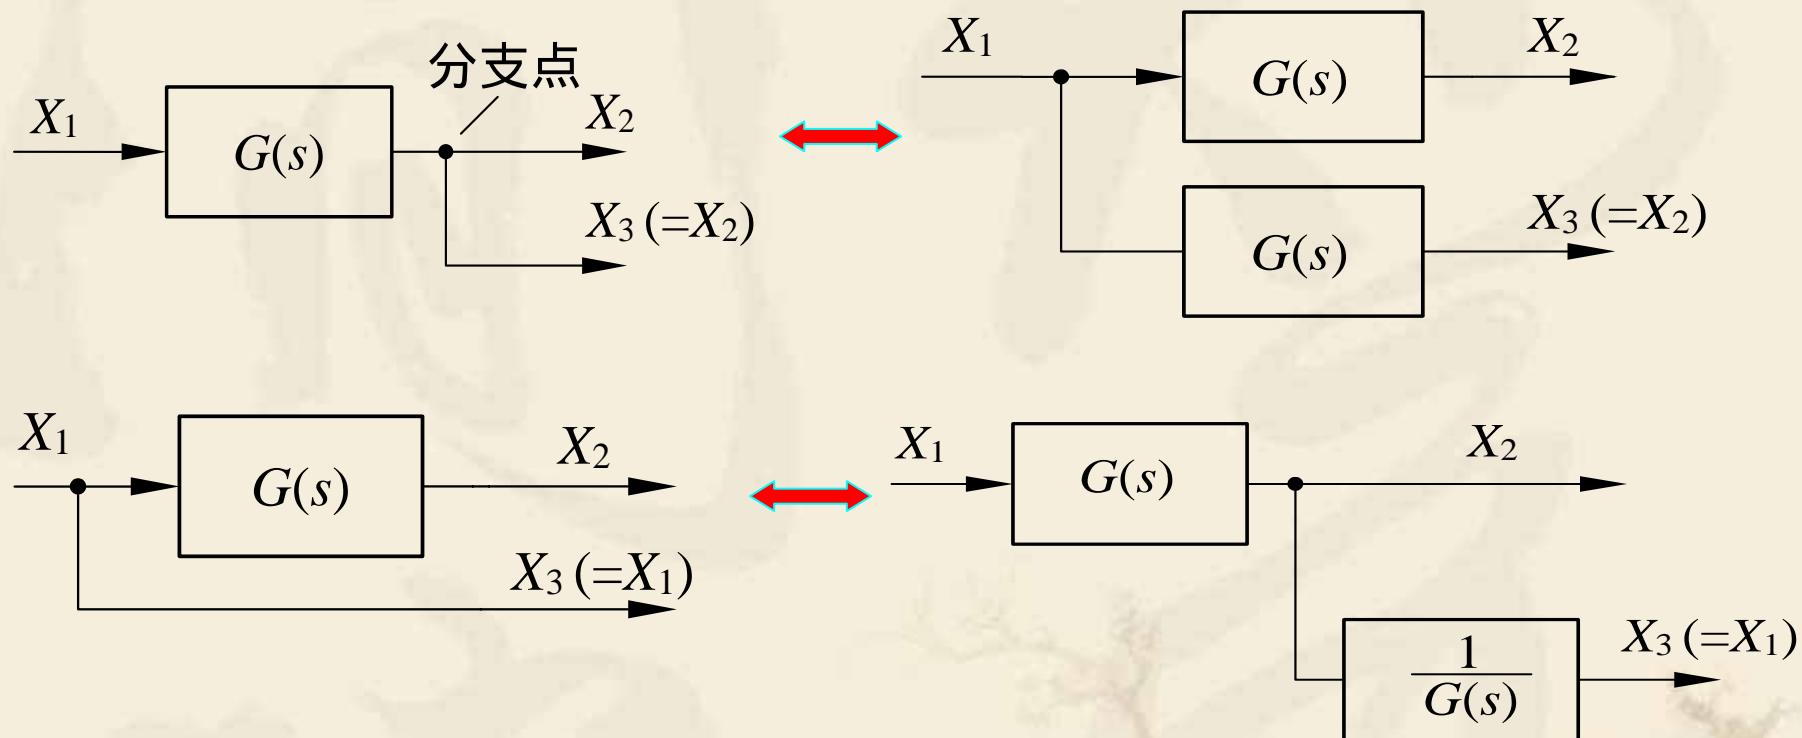 分支点
X1
G(s)
X2
X3 (=X2)
X1
G(s)
X2
G(s)
X3 (=X2)
X1
G(s)
X2
X3 (=X1)
X1
G(s)
X2
1
G(s)
X3 (=X1)